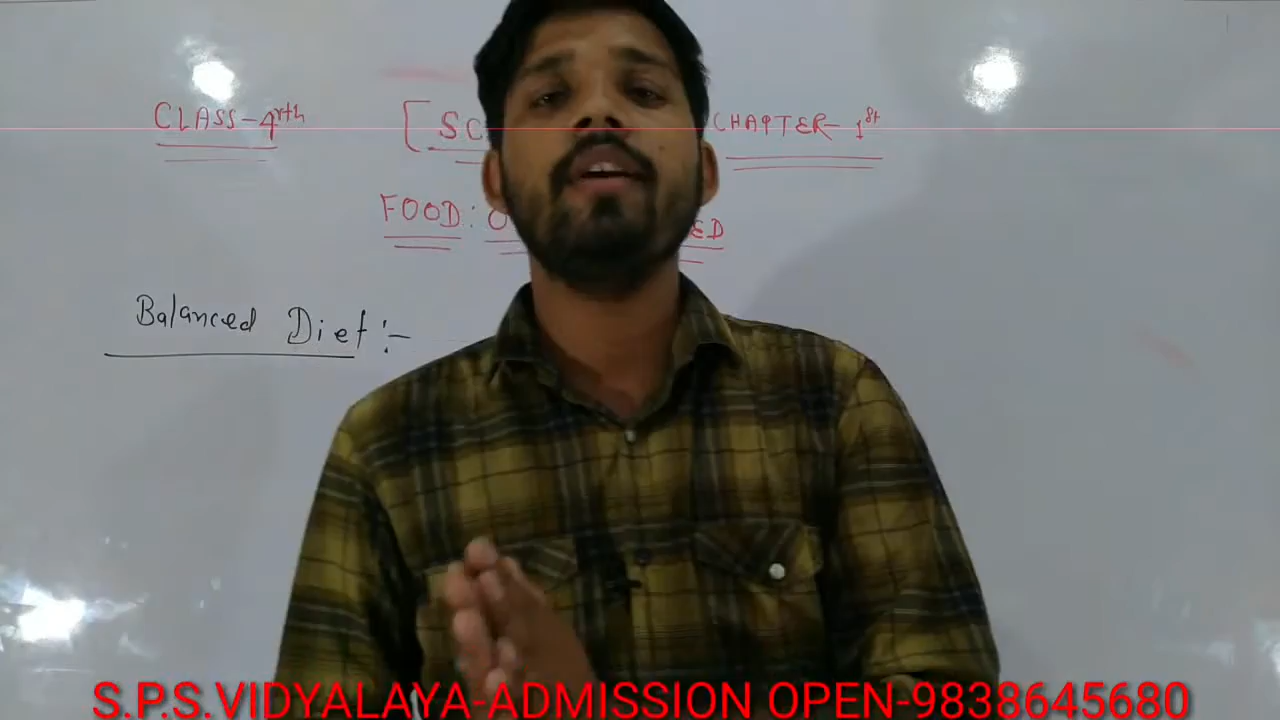 CLASS-4rth [ SC CHAPTER-1st
FOOD: O ED
Balanced Diet:-
S.P.S.VIDYALAYA-ADMISSION OPEN-9838645680